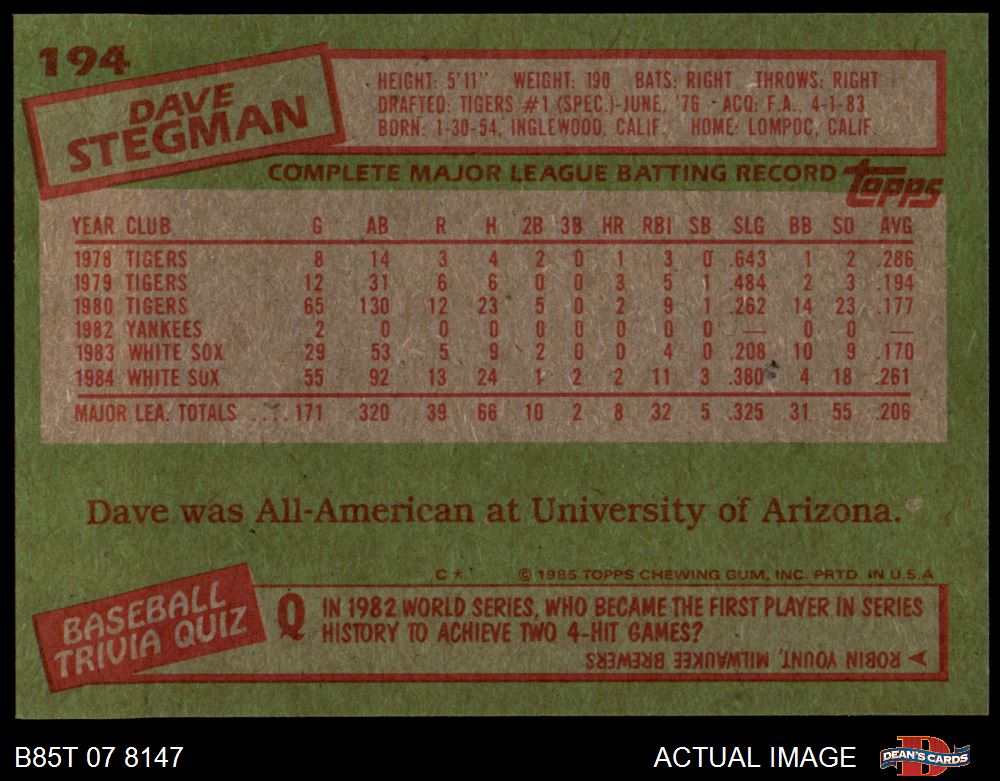 194
DAVE
STEGMAN
HEIGHT: 5'11" WEIGHT: 190 BATS: RIGHT THROWS: RIGHT
DRAFTED: TIGERS #1 (SPEC.)-JUNE, '76 - ACQ: F.A., 4-1-83
BORN: 1-30-54, INGLEWOOD, CALIF. HOME: LOMPOC, CALIF.
COMPLETE MAJOR LEAGUE BATTING RECORD topps
YEAR CLUB G AB R H 2B 3B HR RBI SB SLG BB SO AVG
1978 TIGERS 8 14 3 4 2 0 1 3 0 .643 1 2 .286
1979 TIGERS 12 31 6 6 0 0 3 5 1 .484 2 3 .194
1980 TIGERS 65 130 12 23 5 0 2 9 1 .262 14 23 .177
1982 YANKEES 2 0 0 0 0 0 0 0 0 — 0 0 —
1983 WHITE SOX 29 53 5 9 2 0 0 4 0 .208 10 9 .170
1984 WHITE SOX 55 92 13 24 1 2 2 11 3 .380 4 18 .261
MAJOR LEA. TOTALS .... 171 320 39 66 10 2 8 32 5 .325 31 55 .206
Dave was All-American at University of Arizona.
C* © 1985 TOPPS CHEWING GUM, INC. PRTD. IN U.S.A.
BASEBALL
TRIVIA QUIZ
Q IN 1982 WORLD SERIES, WHO BECAME THE FIRST PLAYER IN SERIES
HISTORY TO ACHIEVE TWO 4-HIT GAMES?
➤ ROBIN YOUNT, MILWAUKEE BREWERS
B85T 07 8147
ACTUAL IMAGE
DEAN'S CARDS